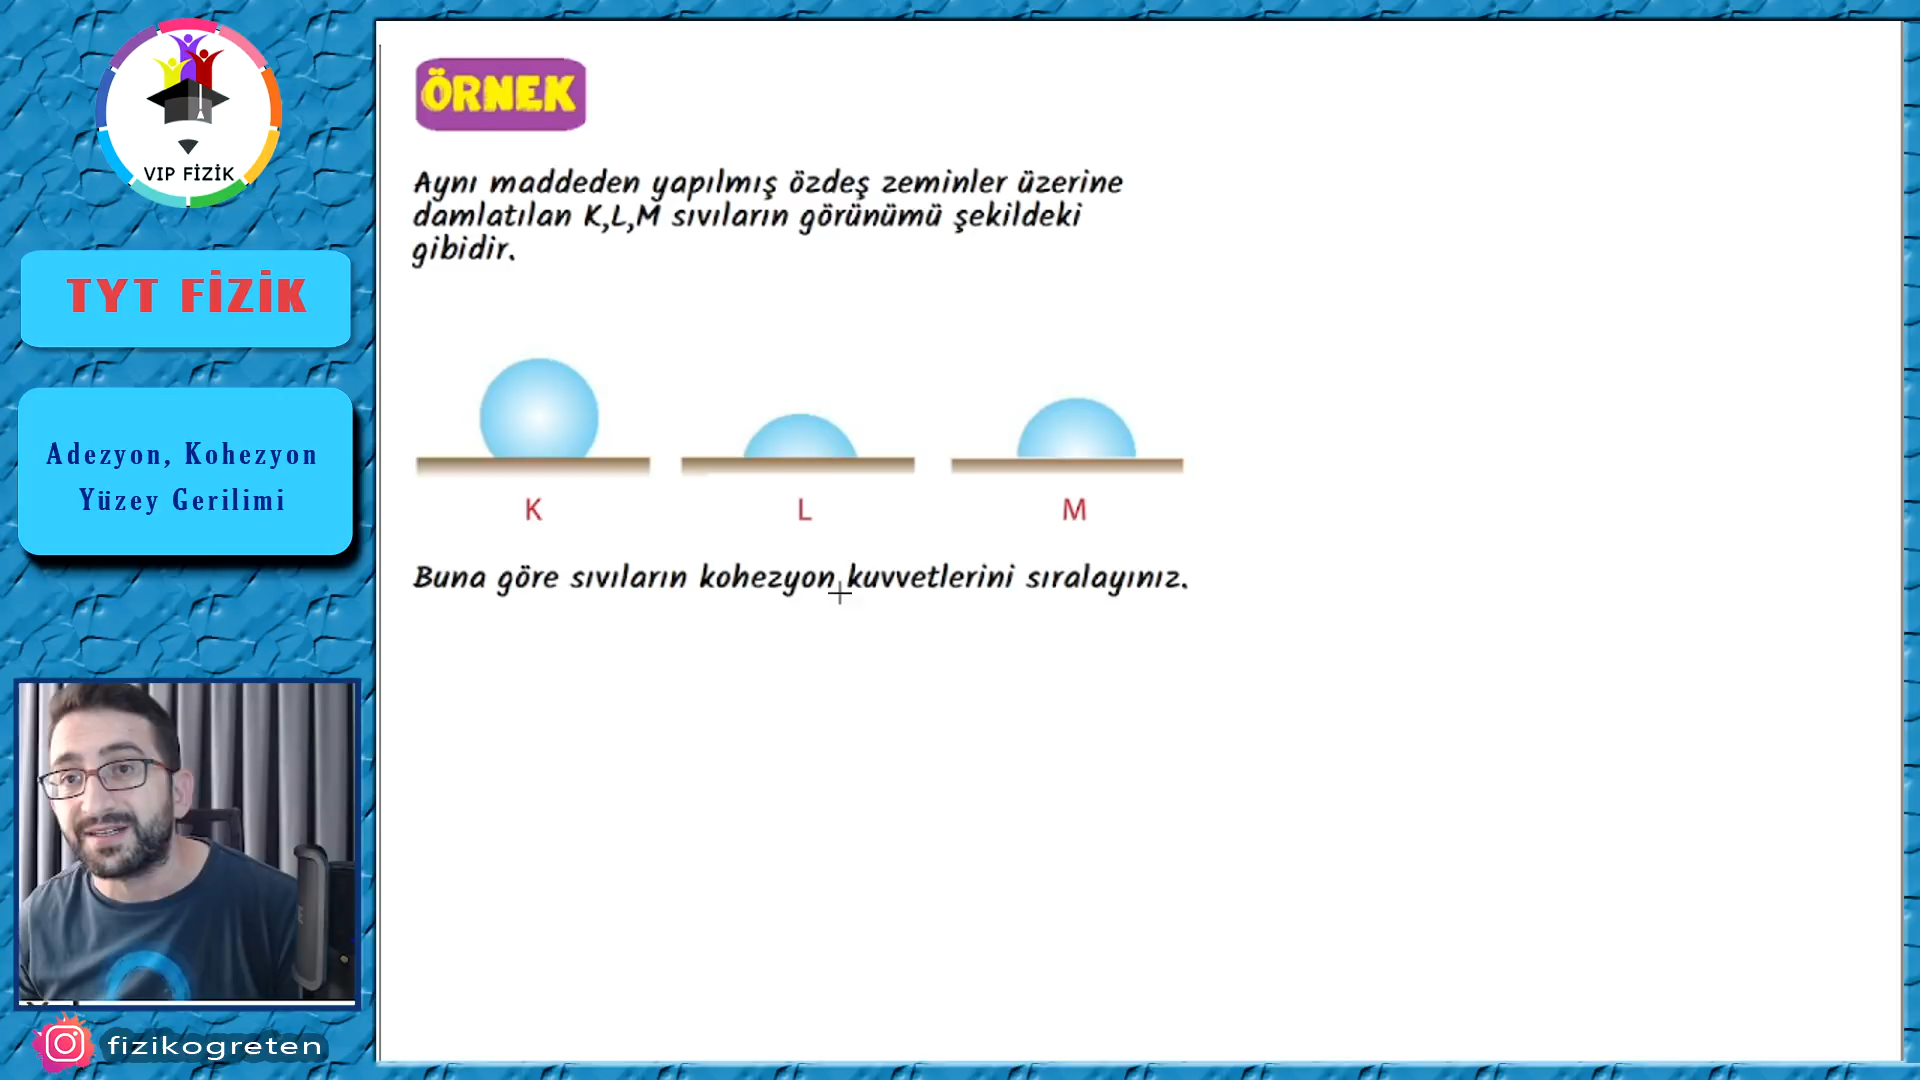 VIP FİZİK
TYT FİZİK
Adezyon, Kohezyon
Yüzey Gerilimi
fizikogreten
ÖRNEK
Aynı maddeden yapılmış özdeş zeminler üzerine
damlatılan K,L,M sıvıların görünümü şekildeki
gibidir.
K L M
Buna göre sıvıların kohezyon kuvvetlerini sıralayınız.